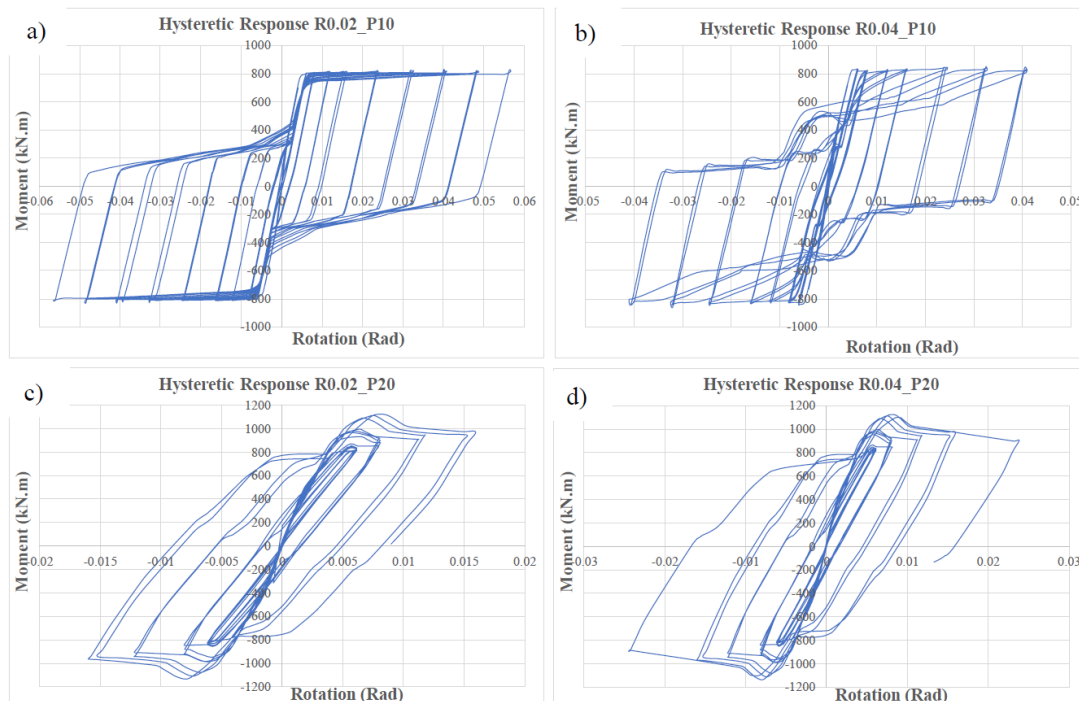 a)
Hysteretic Response R0.02_P10
1000
800
600
400
200
0
-200
-400
-600
-800
-1000
-0.06 -0.05 -0.04 -0.03 -0.02 -0.01 0 0.01 0.02 0.03 0.04 0.05 0.06
Moment (kN.m)
Rotation (Rad)
b)
Hysteretic Response R0.04_P10
1000
800
600
400
200
0
-200
-400
-600
-800
-1000
-0.05 -0.04 -0.03 -0.02 -0.01 0 0.01 0.02 0.03 0.04 0.05
Moment (kN.m)
Rotation (Rad)
c)
Hysteretic Response R0.02_P20
1200
1000
800
600
400
200
0
-200
-400
-600
-800
-1000
-1200
-0.02 -0.015 -0.01 -0.005 0 0.005 0.01 0.015 0.02
Moment (kN.m)
Rotation (Rad)
d)
Hysteretic Response R0.04_P20
1200
1000
800
600
400
200
0
-200
-400
-600
-800
-1000
-1200
-0.03 -0.02 -0.01 0 0.01 0.02 0.03
Moment (kN.m)
Rotation (Rad)